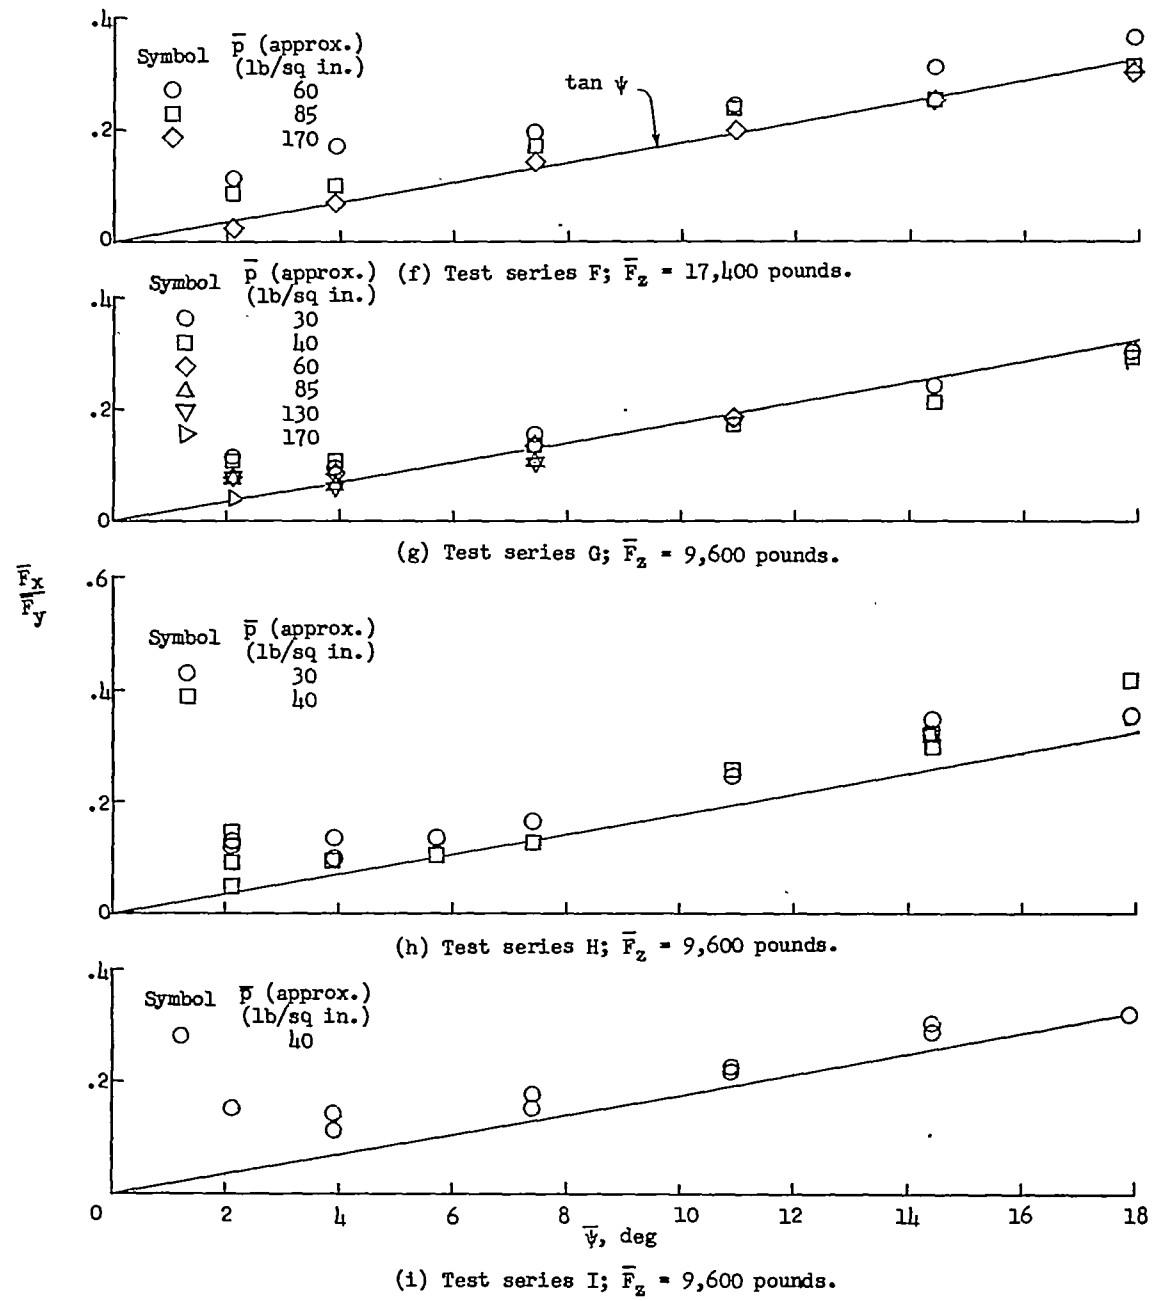 .4
Symbol p̅ (approx.)
(lb/sq in.)
60
85
170
tan ψ
.2
0
(f) Test series F; F̅z = 17,400 pounds.
Symbol p̅ (approx.)
(lb/sq in.)
.4
30
40
60
85
130
170
.2
0
(g) Test series G; F̅z = 9,600 pounds.
F̅x
F̅y
.6
Symbol p̅ (approx.)
(lb/sq in.)
30
40
.4
.2
0
(h) Test series H; F̅z = 9,600 pounds.
.4
Symbol p̅ (approx.)
(lb/sq in.)
40
.2
0 2 4 6 8 10 12 14 16 18
ψ̅, deg
(i) Test series I; F̅z = 9,600 pounds.